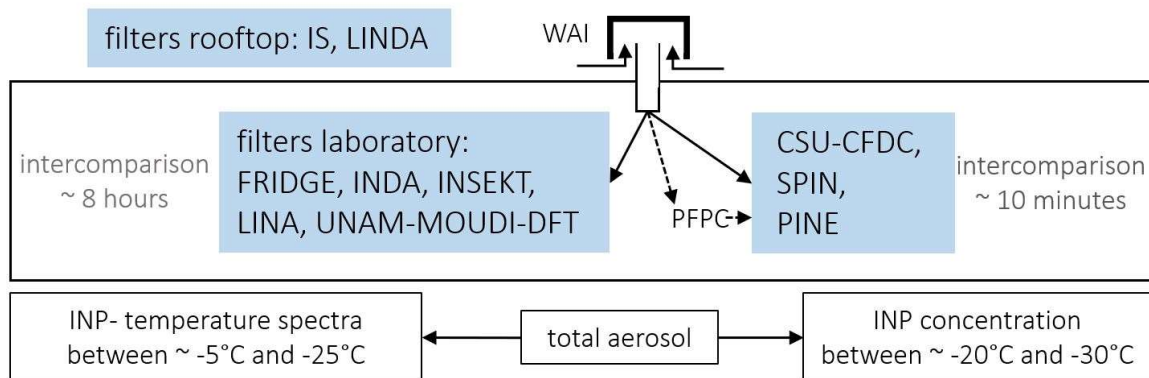 filters rooftop: IS, LINDA
WAI
intercomparison
~ 8 hours
filters laboratory:
FRIDGE, INDA, INSEKT,
LINA, UNAM-MOUDI-DFT
PFPC
CSU-CFDC,
SPIN,
PINE
intercomparison
~ 10 minutes
INP- temperature spectra
between ~ -5°C and -25°C
total aerosol
INP concentration
between ~ -20°C and -30°C